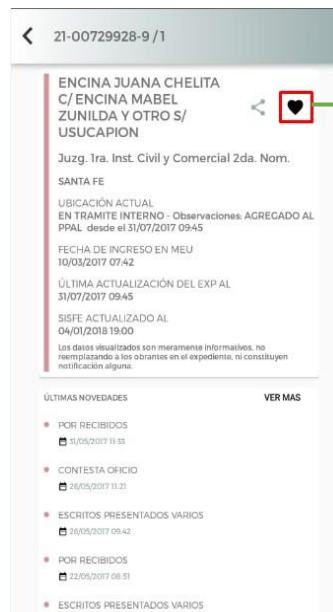 21-00729928-9 /1
ENCINA JUANA CHELITA
C/ ENCINA MABEL
ZUNILDA Y OTRO S/
USUCAPION
Juzg. 1ra. Inst. Civil y Comercial 2da. Nom.
SANTA FE
UBICACIÓN ACTUAL
EN TRAMITE INTERNO - Observaciones: AGREGADO AL
PPAL desde el 31/07/2017 09:45
FECHA DE INGRESO EN MEU
10/03/2017 07:42
ÚLTIMA ACTUALIZACIÓN DEL EXP AL
31/07/2017 09:45
SISFE ACTUALIZADO AL
04/01/2018 19:00
Los datos visualizados son meramente informativos, no
reemplazando a los obrantes en el expediente, ni constituyen
notificación alguna.
ÚLTIMAS NOVEDADES VER MAS
POR RECIBIDOS
31/05/2017 11:33
CONTESTA OFICIO
26/05/2017 11:21
ESCRITOS PRESENTADOS VARIOS
26/05/2017 09:42
POR RECIBIDOS
22/05/2017 08:51
ESCRITOS PRESENTADOS VARIOS